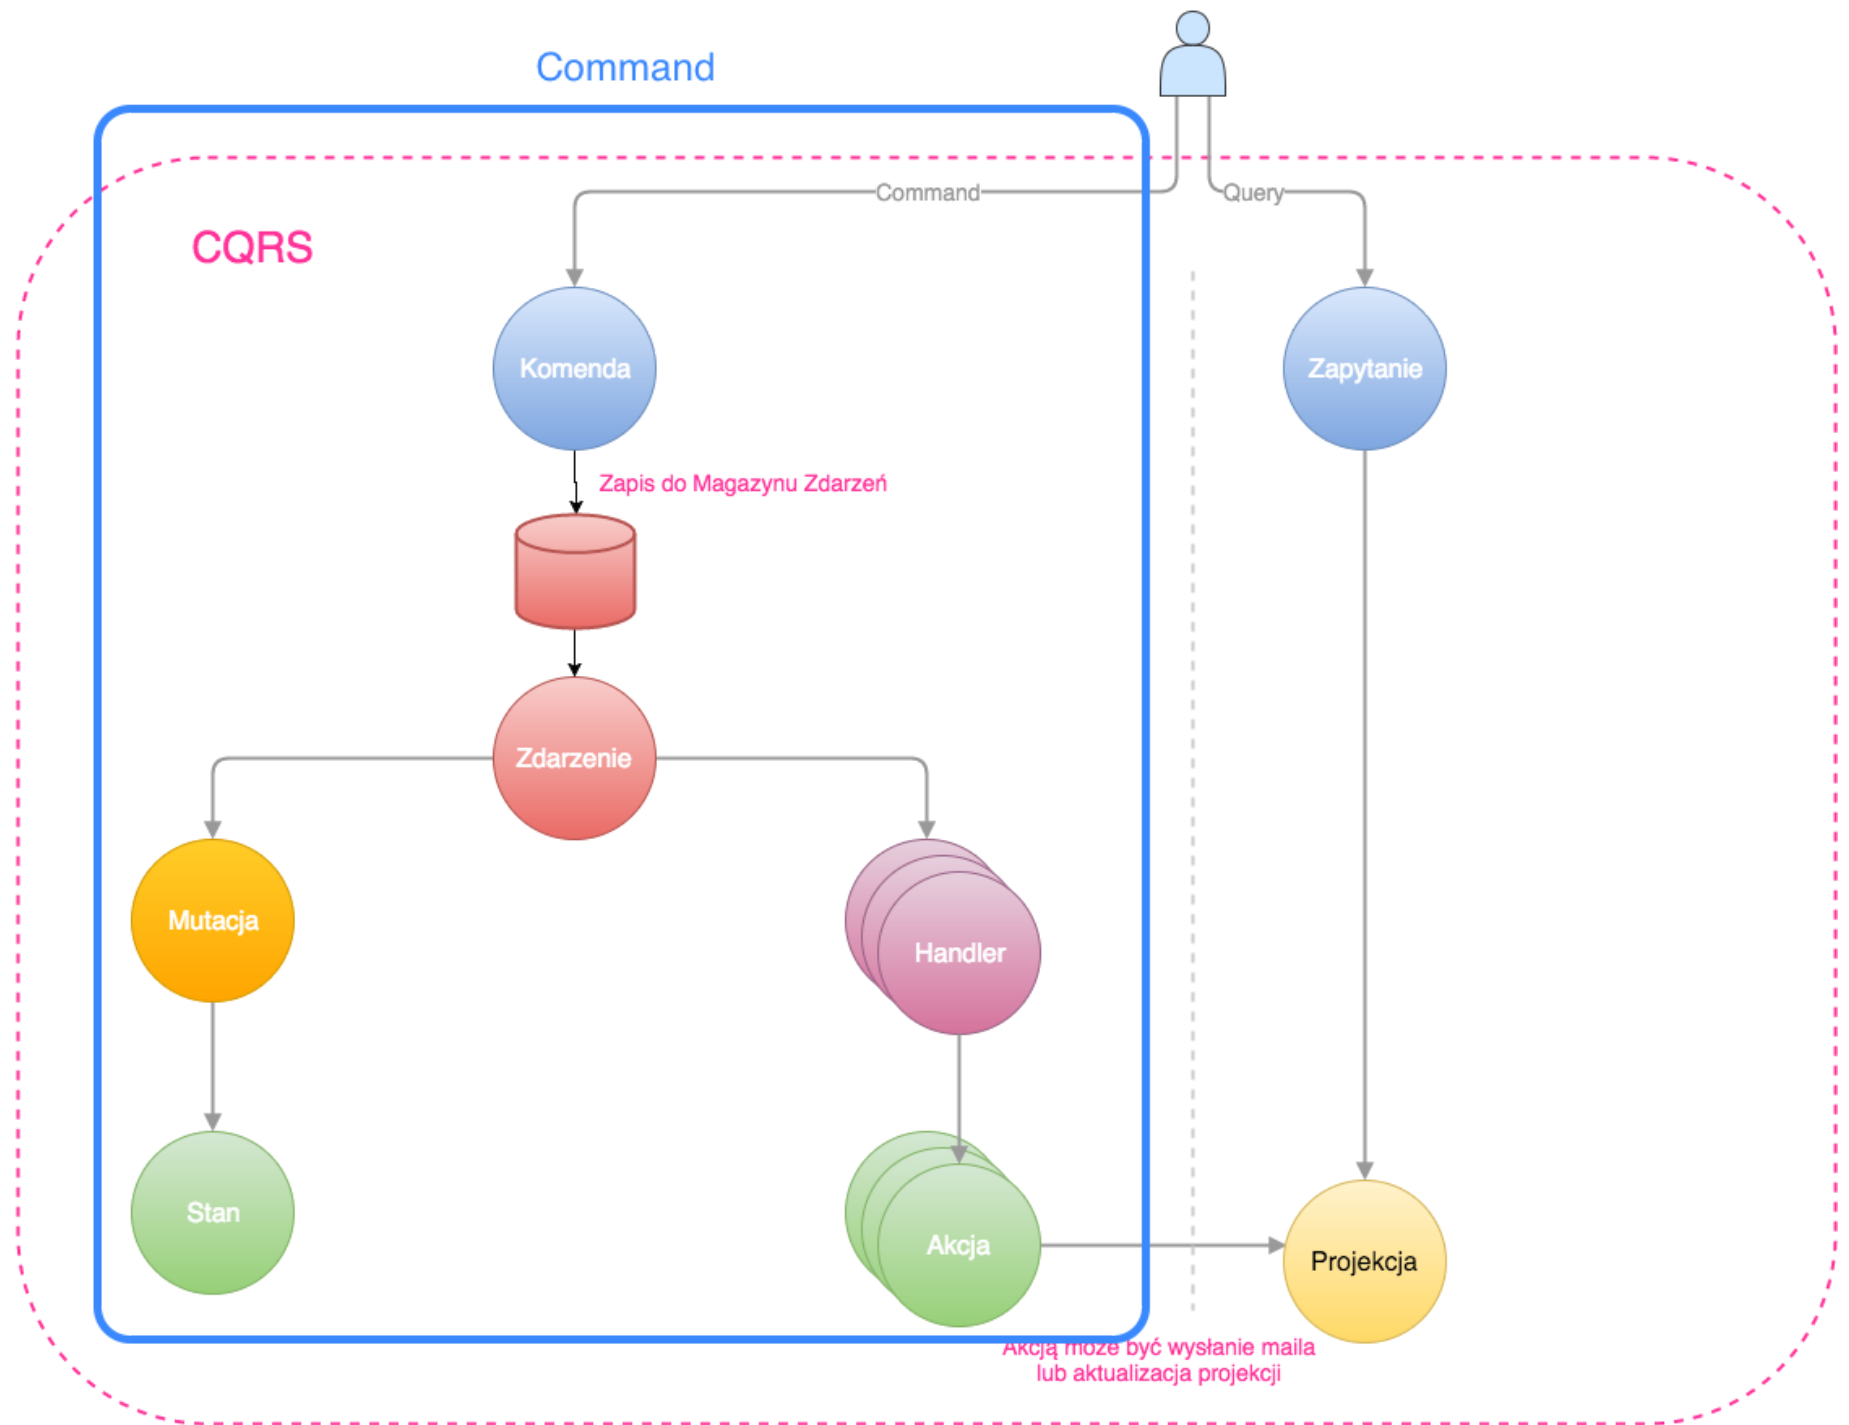 Command
Command
Query
CQRS
Komenda
Zapytanie
Zapis do Magazynu Zdarzeń
Zdarzenie
Mutacja
Handler
Stan
Akcja
Projekcja
Akcją może być wysłanie maila
lub aktualizacja projekcji